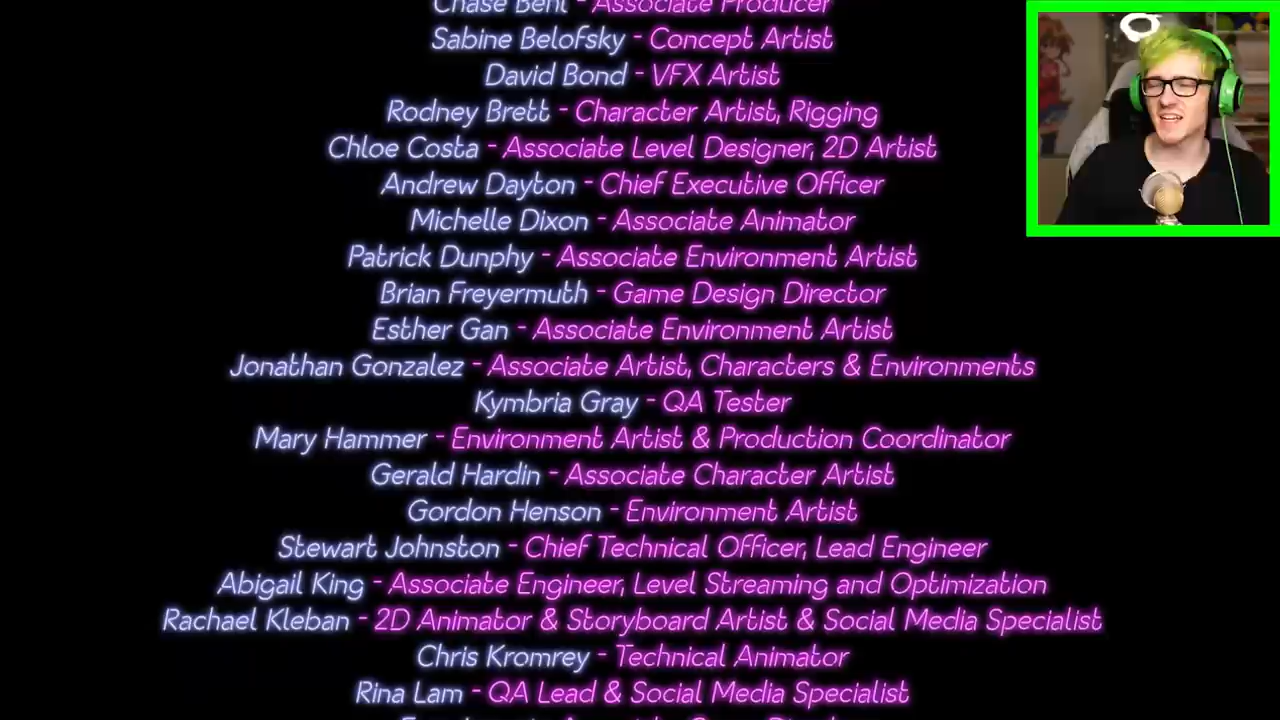 Chase Behl - Associate Producer
Sabine Belofsky - Concept Artist
David Bond - VFX Artist
Rodney Brett - Character Artist, Rigging
Chloe Costa - Associate Level Designer, 2D Artist
Andrew Dayton - Chief Executive Officer
Michelle Dixon - Associate Animator
Patrick Dunphy - Associate Environment Artist
Brian Freyermuth - Game Design Director
Esther Gan - Associate Environment Artist
Jonathan Gonzalez - Associate Artist, Characters & Environments
Kymbria Gray - QA Tester
Mary Hammer - Environment Artist & Production Coordinator
Gerald Hardin - Associate Character Artist
Gordon Henson - Environment Artist
Stewart Johnston - Chief Technical Officer, Lead Engineer
Abigail King - Associate Engineer, Level Streaming and Optimization
Rachael Kleban - 2D Animator & Storyboard Artist & Social Media Specialist
Chris Kromrey - Technical Animator
Rina Lam - QA Lead & Social Media Specialist